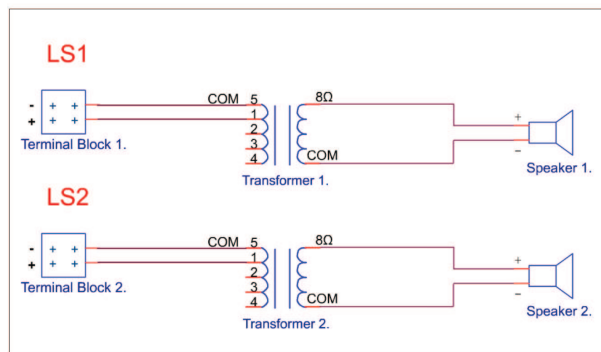 LS1
COM 5 8Ω
- 1 +
+ 2
3 -
Terminal Block 1. 4 COM
Transformer 1. Speaker 1.
LS2
COM 5 8Ω
- 1 +
+ 2
3 -
Terminal Block 2. 4 COM
Transformer 2. Speaker 2.